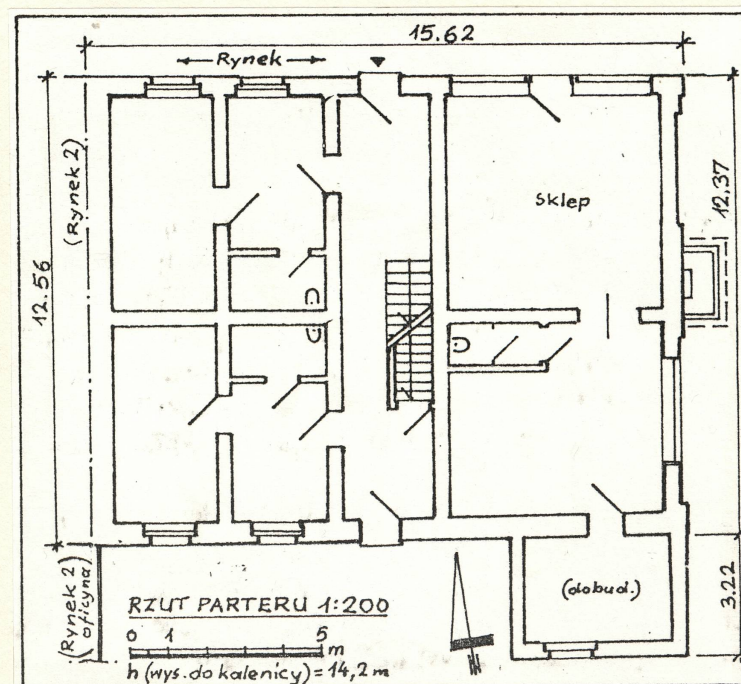 15.62
Rynek
(Rynek 2)
12.56
Sklep
12.37
(dobud.)
3.22
(Rynek 2)
oficyna)
RZUT PARTERU 1:200
0 1 5
m
h (wys. do kalenicy) = 14,2 m